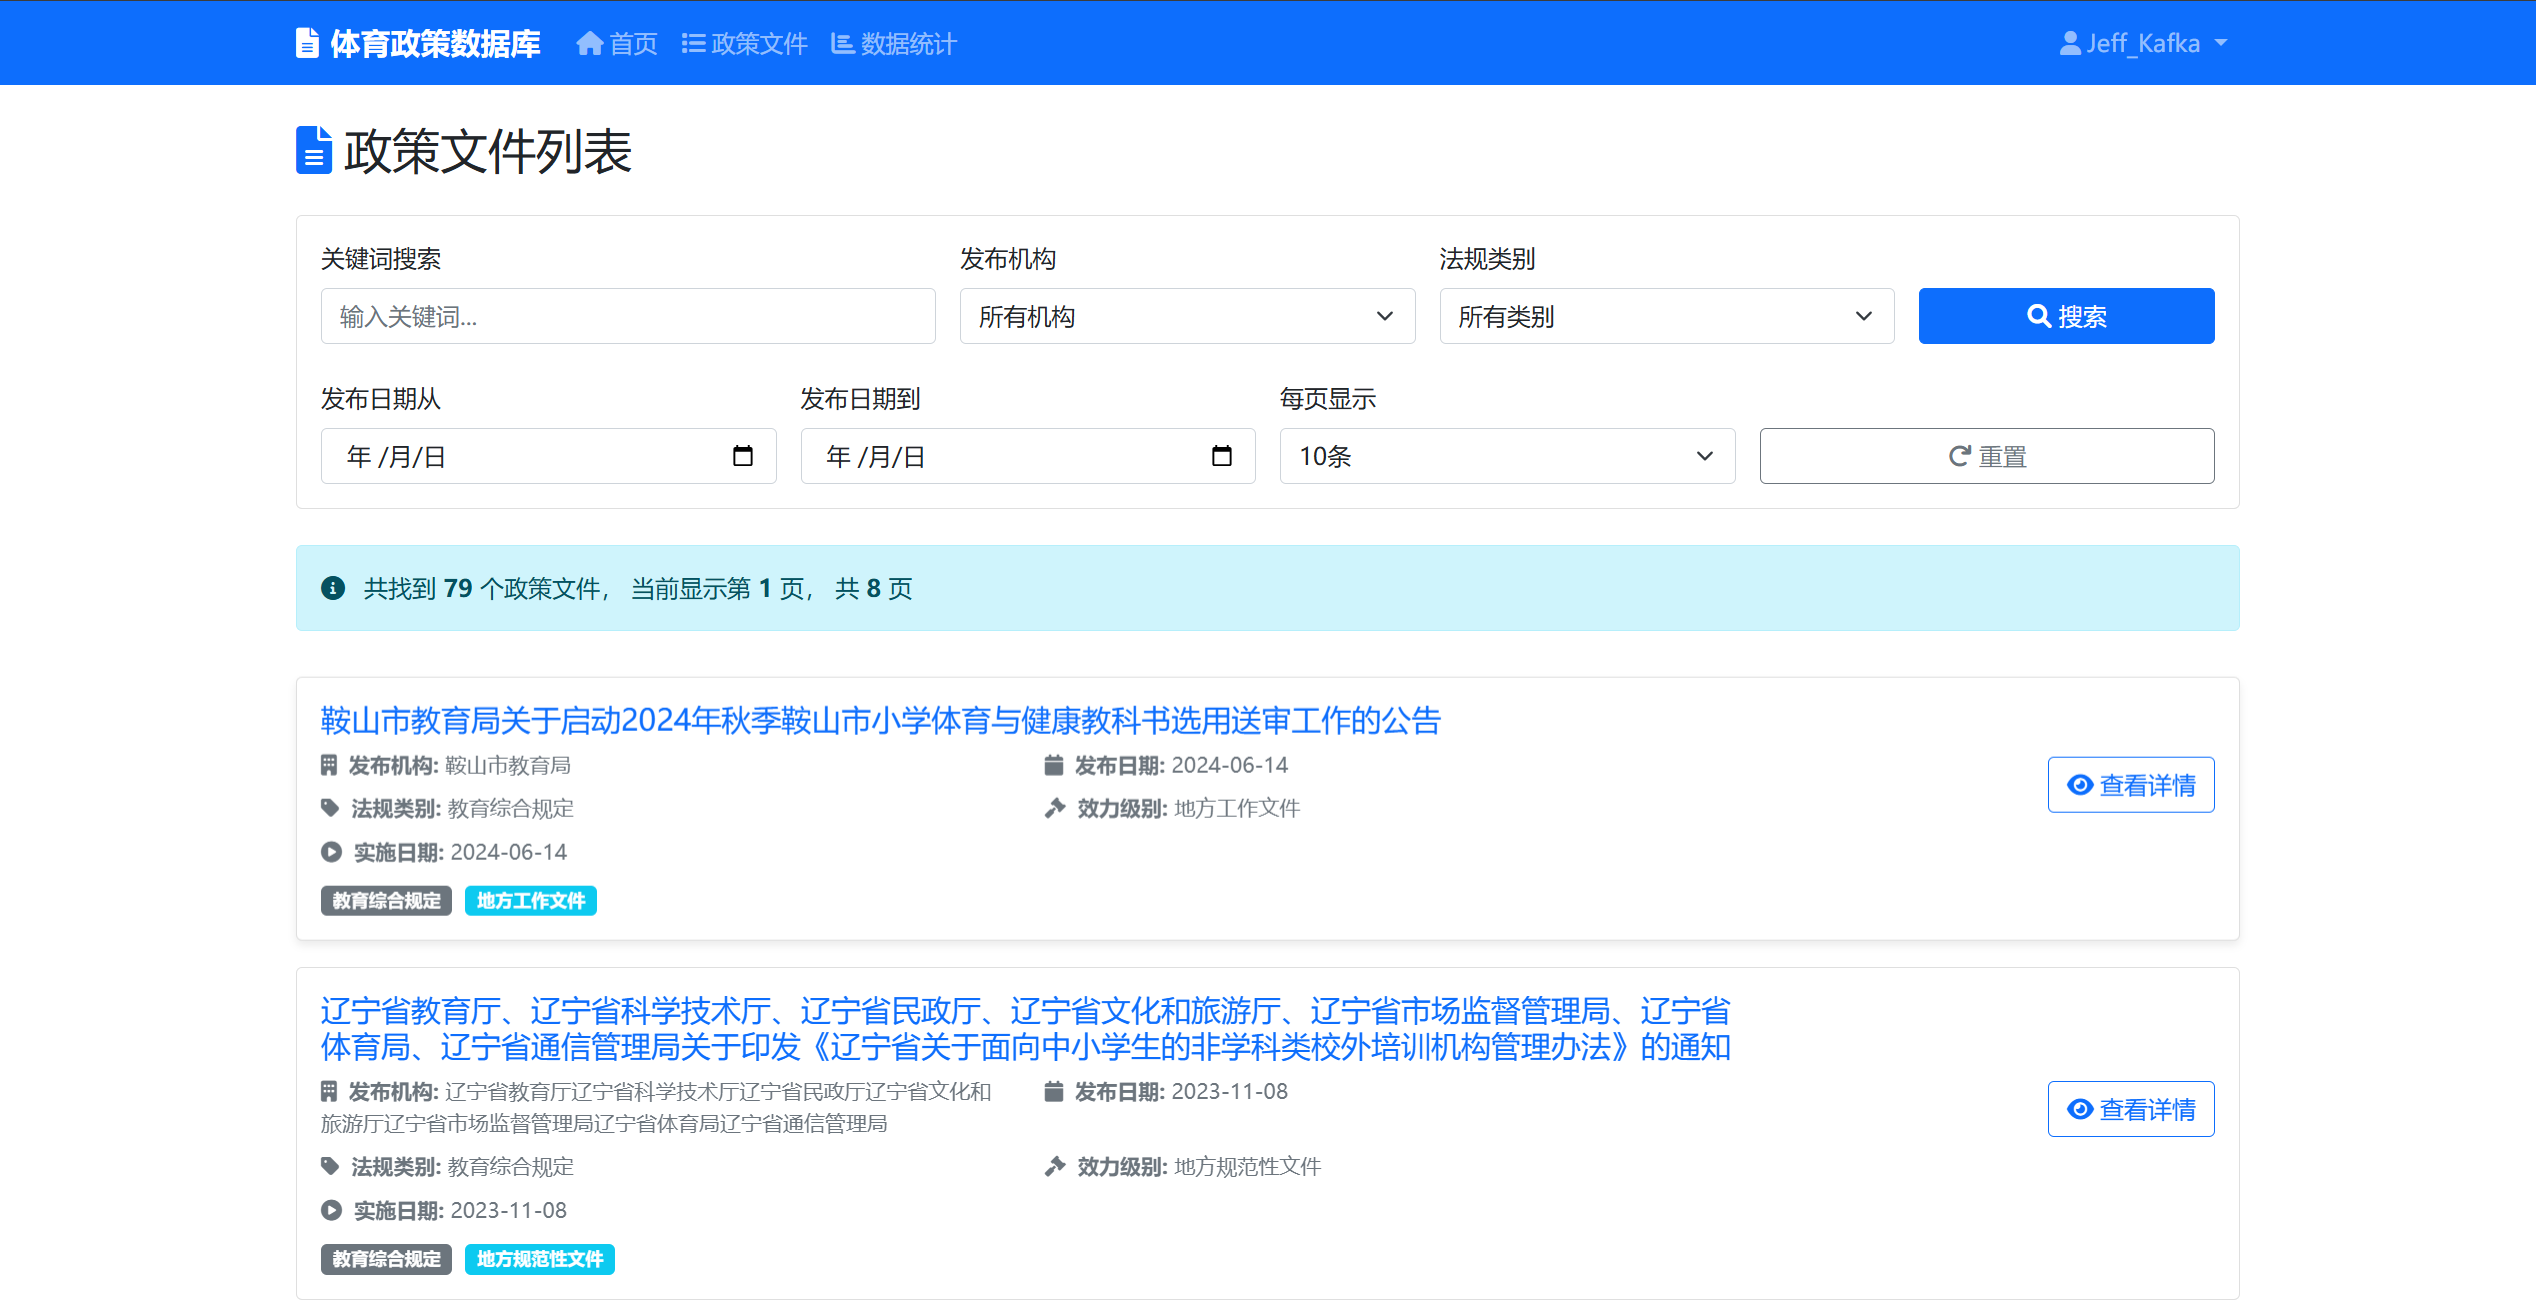 体育政策数据库 首页 政策文件 数据统计 Jeff_Kafka
政策文件列表
关键词搜索 发布机构 法规类别
输入关键词... 所有机构 所有类别 搜索
发布日期从 发布日期到 每页显示
年 /月/日 年 /月/日 10条 重置
共找到 79 个政策文件， 当前显示第 1 页， 共 8 页
鞍山市教育局关于启动2024年秋季鞍山市小学体育与健康教科书选用送审工作的公告
发布机构: 鞍山市教育局 发布日期: 2024-06-14
查看详情
法规类别: 教育综合规定 效力级别: 地方工作文件
实施日期: 2024-06-14
教育综合规定 地方工作文件
辽宁省教育厅、辽宁省科学技术厅、辽宁省民政厅、辽宁省文化和旅游厅、辽宁省市场监督管理局、辽宁省
体育局、辽宁省通信管理局关于印发《辽宁省关于面向中小学生的非学科类校外培训机构管理办法》的通知
发布机构: 辽宁省教育厅辽宁省科学技术厅辽宁省民政厅辽宁省文化和 发布日期: 2023-11-08
旅游厅辽宁省市场监督管理局辽宁省体育局辽宁省通信管理局
查看详情
法规类别: 教育综合规定 效力级别: 地方规范性文件
实施日期: 2023-11-08
教育综合规定 地方规范性文件